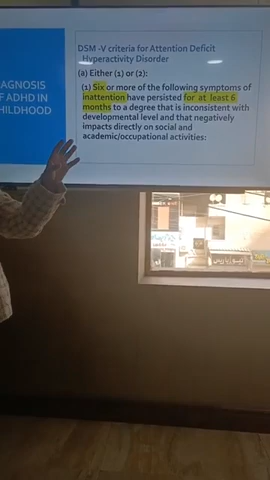 AGNOSIS
F ADHD IN
HILDHOOD
DSM -V criteria for Attention Deficit
Hyperactivity Disorder
(a) Either (1) or (2):
(1) Six or more of the following symptoms of
inattention have persisted for at least 6
months to a degree that is inconsistent with
developmental level and that negatively
impacts directly on social and
academic/occupational activities: